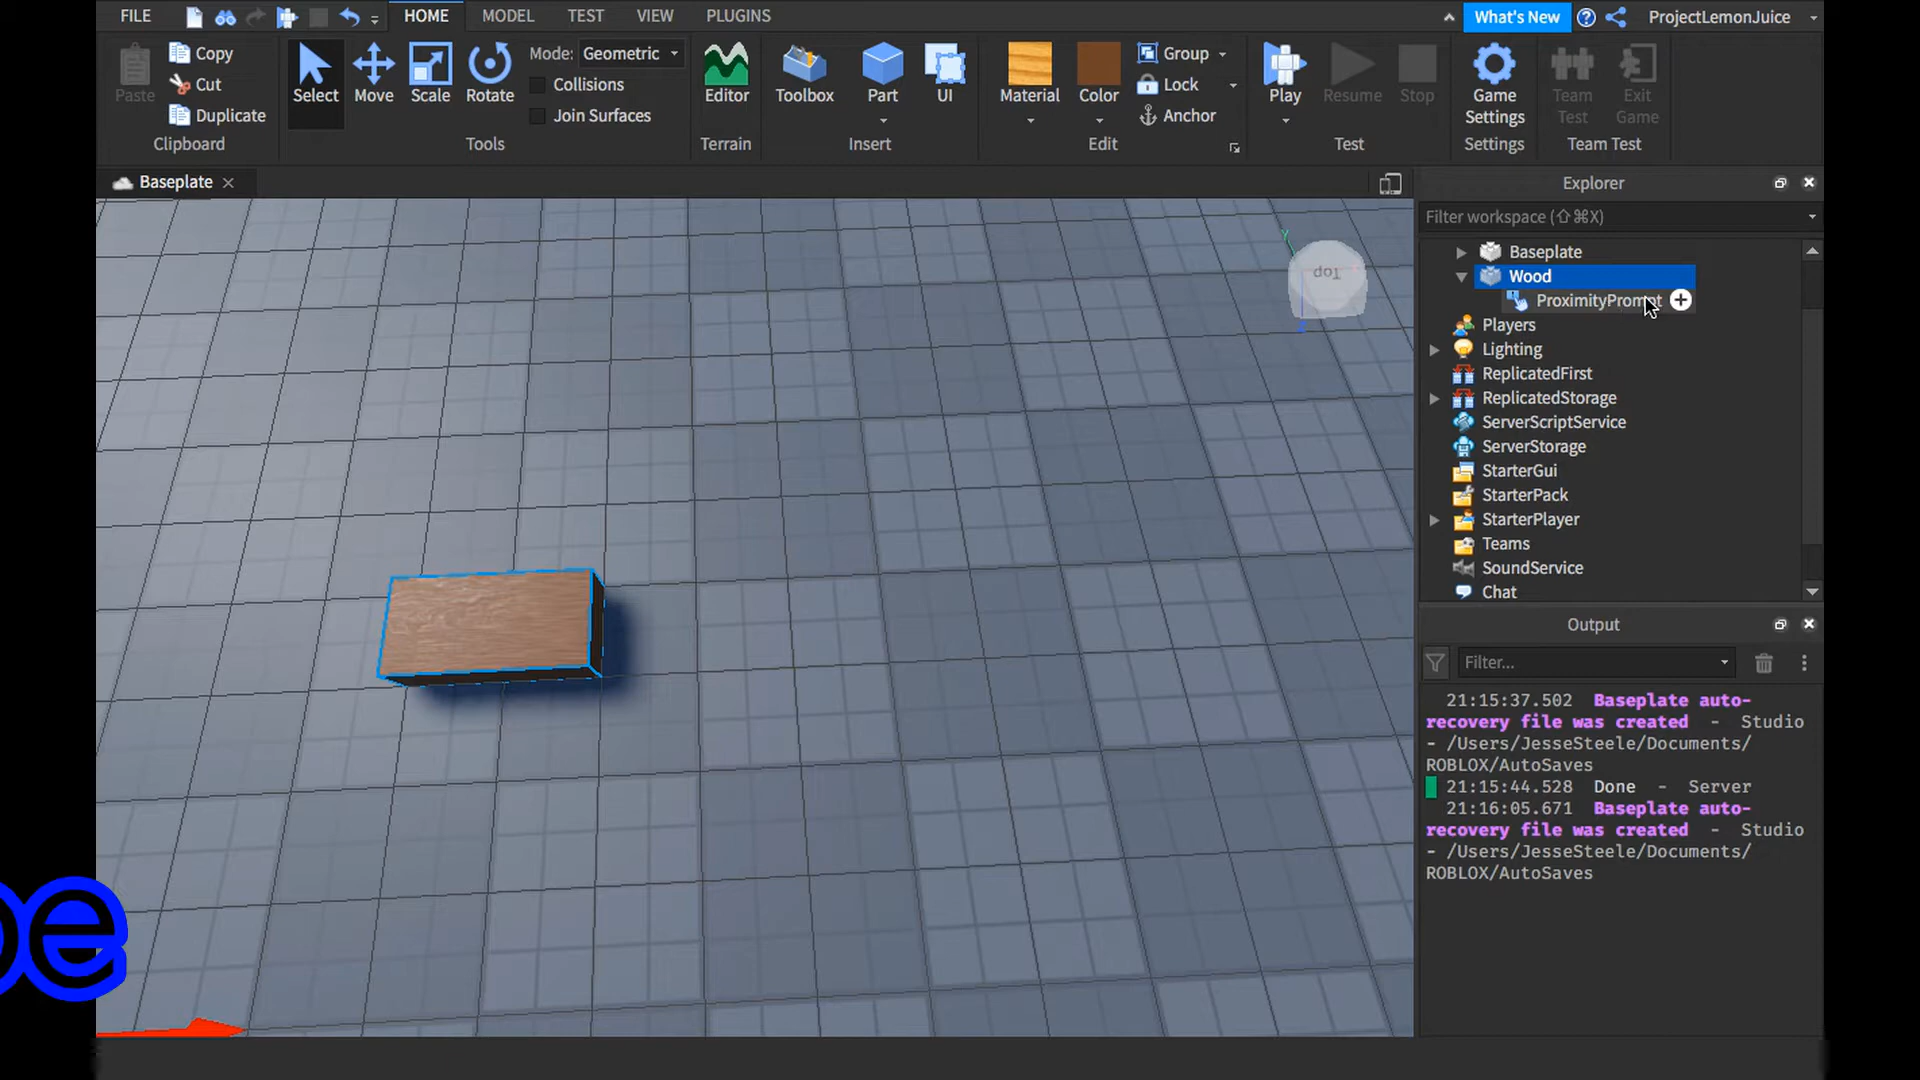 FILE HOME MODEL TEST VIEW PLUGINS What's New ProjectLemonJuice
Paste Copy Cut Duplicate Clipboard
Select Move Scale Rotate Mode: Geometric Collisions Join Surfaces Tools
Editor Terrain
Toolbox Part UI Insert
Material Color Group Lock Anchor Edit
Play Resume Stop Test
Game Settings Settings
Team Test Exit Game Team Test
Baseplate
Top
Explorer
Filter workspace (⇧⌘X)
Baseplate
Wood
ProximityPrompt
Players
Lighting
ReplicatedFirst
ReplicatedStorage
ServerScriptService
ServerStorage
StarterGui
StarterPack
StarterPlayer
Teams
SoundService
Chat
Output
Filter...
21:15:37.502 Baseplate auto-
recovery file was created - Studio
- /Users/JesseSteele/Documents/
ROBLOX/AutoSaves
21:15:44.528 Done - Server
21:16:05.671 Baseplate auto-
recovery file was created - Studio
- /Users/JesseSteele/Documents/
ROBLOX/AutoSaves